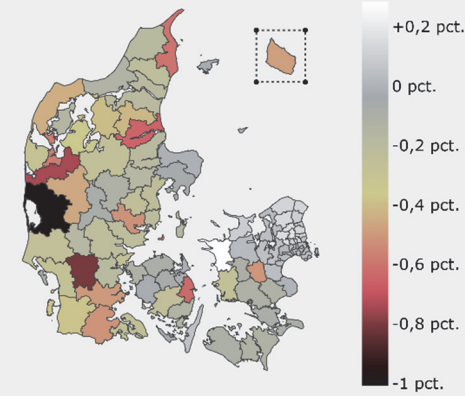 +0,2 pct.
0 pct.
-0,2 pct.
-0,4 pct.
-0,6 pct.
-0,8 pct.
-1 pct.